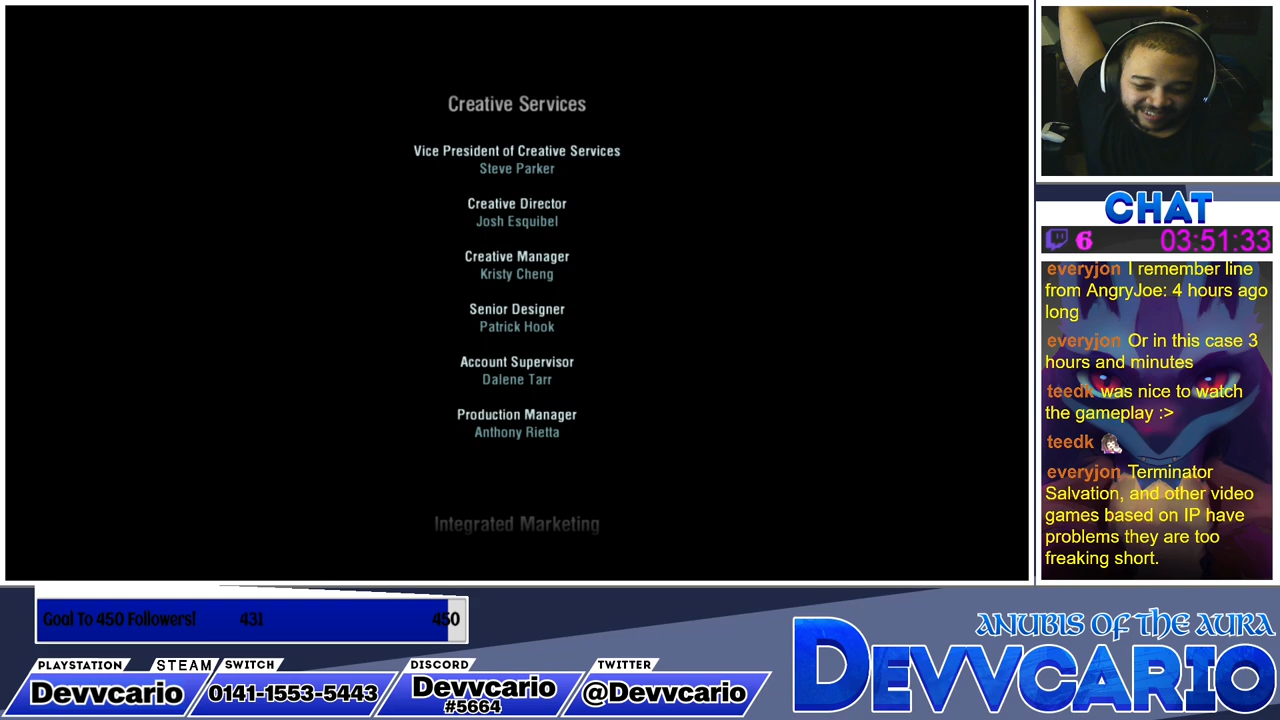 Creative Services
Vice President of Creative Services
Steve Parker
Creative Director
Josh Esquibel
Creative Manager
Kristy Cheng
Senior Designer
Patrick Hook
Account Supervisor
Dalene Tarr
Production Manager
Anthony Rietta
Integrated Marketing
CHAT
6 03:51:33
everyjon I remember line
from AngryJoe: 4 hours ago
long
everyjon Or in this case 3
hours and minutes
teedk was nice to watch
the gameplay :>
teedk
everyjon Terminator
Salvation, and other video
games based on IP have
problems they are too
freaking short.
Goal To 450 Followers! 431 450
PLAYSTATION STEAM SWITCH DISCORD TWITTER
Devvcario 0141-1553-5443 Devvcario @Devvcario
#5664
ANUBIS OF THE AURA
DEVVCARIO